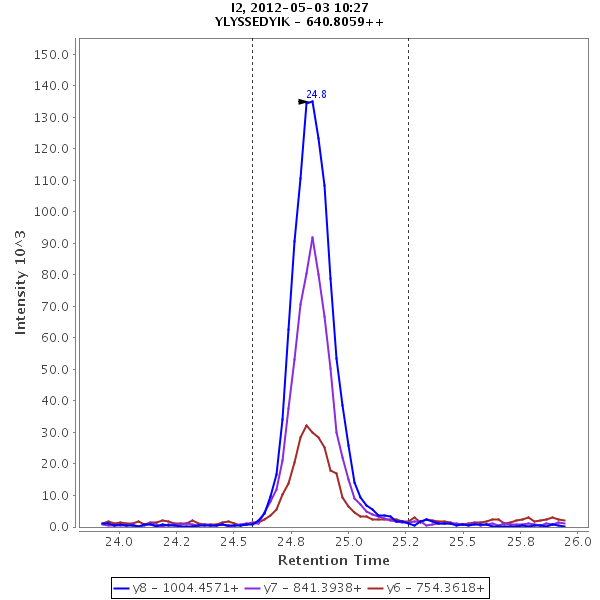 I2, 2012-05-03 10:27
YLYSSEDYIK - 640.8059++
24.8
150.0
140.0
130.0
120.0
110.0
100.0
90.0
80.0
70.0
60.0
50.0
40.0
30.0
20.0
10.0
0.0
Intensity 10^3
24.0 24.2 24.5 24.8 25.0 25.2 25.5 25.8 26.0
Retention Time
y8 - 1004.4571+ y7 - 841.3938+ y6 - 754.3618+